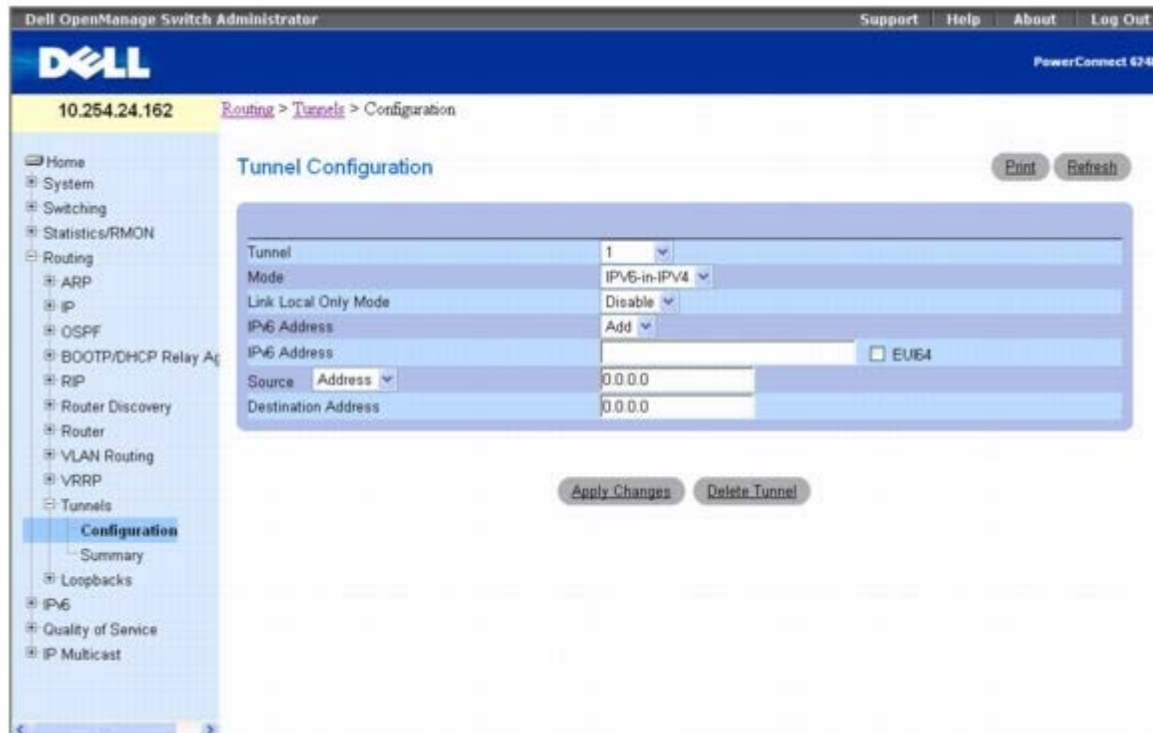 Dell OpenManage Switch Administrator
Support Help About Log Out
DELL
PowerConnect 6248
10.254.24.162
Routing > Tunnels > Configuration
Home
System
Switching
Statistics/RMON
Routing
ARP
IP
OSPF
BOOTP/DHCP Relay Ag
RIP
Router Discovery
Router
VLAN Routing
VRRP
Tunnels
Configuration
Summary
Loopbacks
IPv6
Quality of Service
IP Multicast
Tunnel Configuration
Print Refresh
Tunnel 1
Mode IPV6-in-IPV4
Link Local Only Mode Disable
IPv6 Address Add
IPv6 Address EUI64
Source Address 0.0.0.0
Destination Address 0.0.0.0
Apply Changes Delete Tunnel